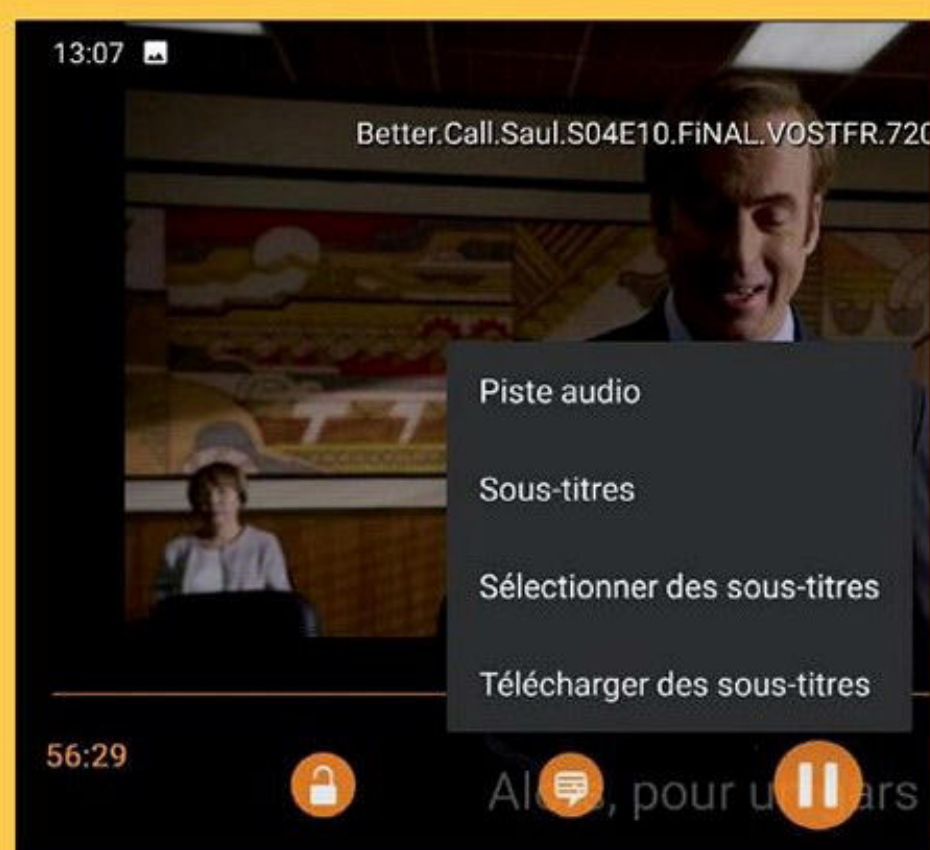 13:07
Better.Call.Saul.S04E10.FiNAL.VOSTFR.720
Piste audio
Sous-titres
Sélectionner des sous-titres
Télécharger des sous-titres
56:29
pour